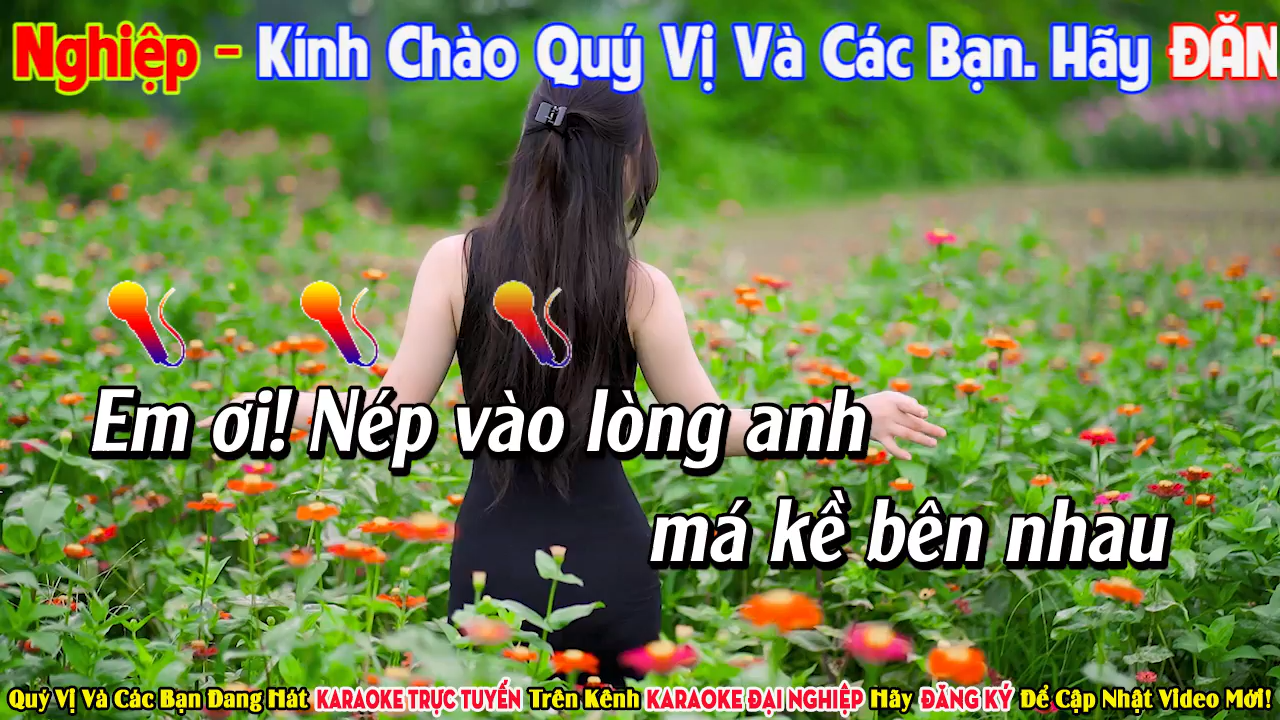 Nghiệp - Kính Chào Quý Vị Và Các Bạn. Hãy ĐĂN
Em ơi! Nép vào lòng anh
má kề bên nhau
Quý Vị Và Các Bạn Đang Hát KARAOKE TRỰC TUYẾN Trên Kênh KARAOKE ĐẠI NGHIỆP Hãy ĐĂNG KÝ Để Cập Nhật Video Mới!